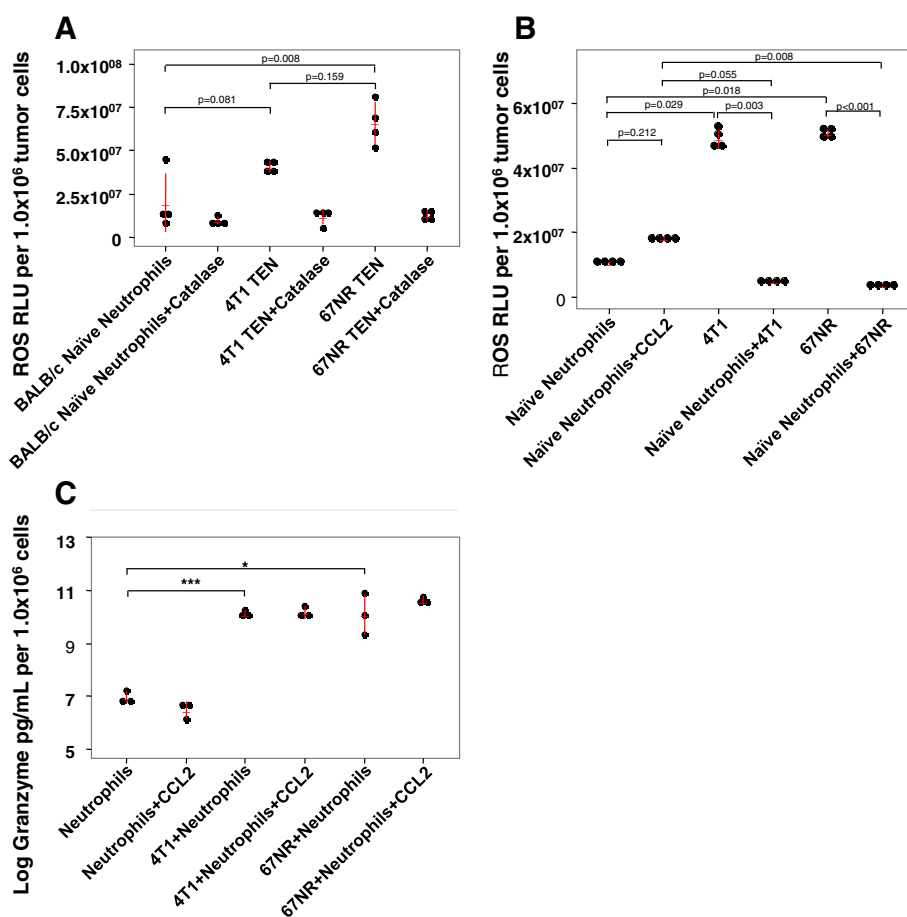 A
ROS RLU per 1.0x10⁶ tumor cells
1.0x10⁰⁸
7.5x10⁰⁷
5.0x10⁰⁷
2.5x10⁰⁷
0
p=0.008
p=0.159
p=0.081
BALB/c Naïve Neutrophils
BALB/c Naïve Neutrophils+Catalase
4T1 TEN
4T1 TEN+Catalase
67NR TEN
67NR TEN+Catalase
B
ROS RLU per 1.0x10⁶ tumor cells
6x10⁰⁷
4x10⁰⁷
2x10⁰⁷
0
p=0.008
p=0.055
p=0.018
p=0.029
p=0.003
p<0.001
p=0.212
Naïve Neutrophils
Naïve Neutrophils+CCL2
4T1
Naïve Neutrophils+4T1
67NR
Naïve Neutrophils+67NR
C
Log Granzyme pg/mL per 1.0x10⁶ cells
13
11
9
7
5
*
***
Neutrophils
Neutrophils+CCL2
4T1+Neutrophils
4T1+Neutrophils+CCL2
67NR+Neutrophils
67NR+Neutrophils+CCL2